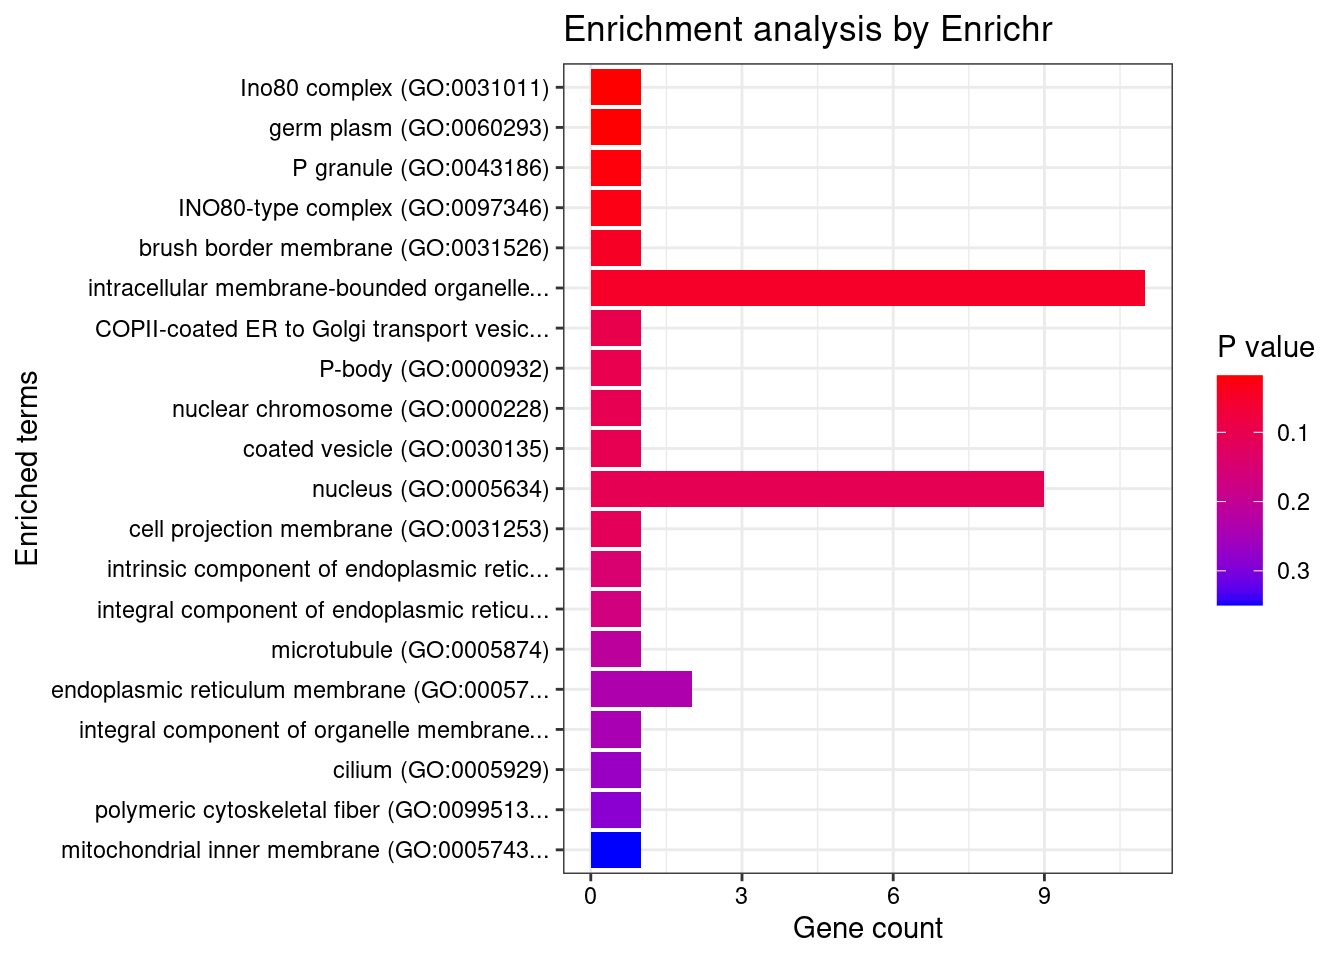 Enrichment analysis by Enrichr
Ino80 complex (GO:0031011)
germ plasm (GO:0060293)
P granule (GO:0043186)
INO80-type complex (GO:0097346)
brush border membrane (GO:0031526)
intracellular membrane-bounded organelle...
COPII-coated ER to Golgi transport vesic...
P-body (GO:0000932)
nuclear chromosome (GO:0000228)
coated vesicle (GO:0030135)
nucleus (GO:0005634)
cell projection membrane (GO:0031253)
intrinsic component of endoplasmic retic...
integral component of endoplasmic reticu...
microtubule (GO:0005874)
endoplasmic reticulum membrane (GO:00057...
integral component of organelle membrane...
cilium (GO:0005929)
polymeric cytoskeletal fiber (GO:0099513...
mitochondrial inner membrane (GO:0005743...
Enriched terms
0 3 6 9
Gene count
P value
0.1
0.2
0.3